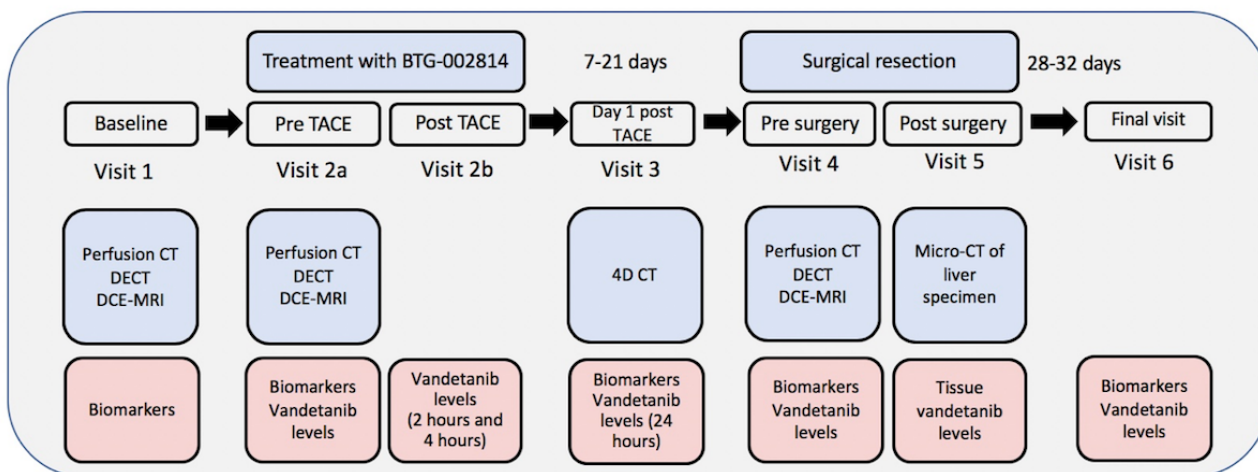 Treatment with BTG-002814
7-21 days
Surgical resection
28-32 days
Baseline
Pre TACE
Post TACE
Day 1 post
TACE
Pre surgery
Post surgery
Final visit
Visit 1
Visit 2a
Visit 2b
Visit 3
Visit 4
Visit 5
Visit 6
Perfusion CT
DECT
DCE-MRI
Perfusion CT
DECT
DCE-MRI
4D CT
Perfusion CT
DECT
DCE-MRI
Micro-CT of
liver
specimen
Biomarkers
Biomarkers
Vandetanib
levels
Vandetanib
levels
(2 hours and
4 hours)
Biomarkers
Vandetanib
levels (24
hours)
Biomarkers
Vandetanib
levels
Tissue
vandetanib
levels
Biomarkers
Vandetanib
levels